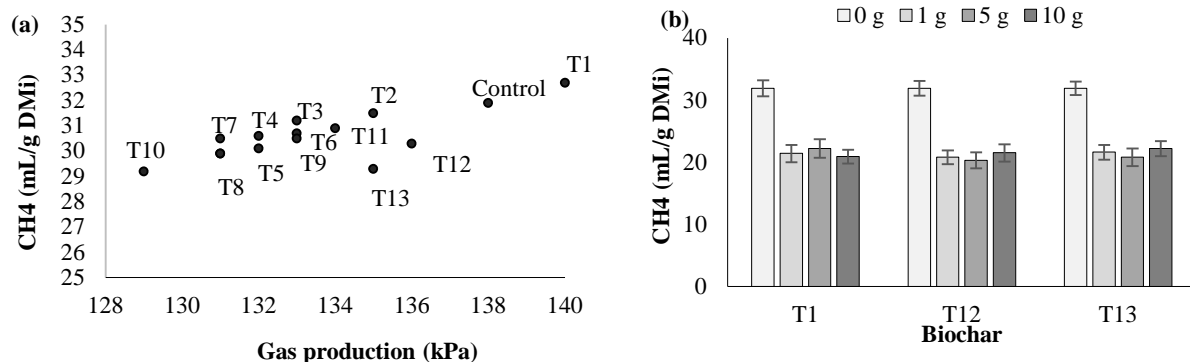 (a)
35
34
33
32
31
30
29
28
27
26
25
CH4 (mL/g DMi)
T1
Control
T2
T3
T4
T7
T10
T6
T11
T12
T9
T5
T8
T13
128 130 132 134 136 138 140
Gas production (kPa)
(b)
0 g 1 g 5 g 10 g
40
30
20
10
0
CH4 (mL/g DMi)
T1 T12 T13
Biochar